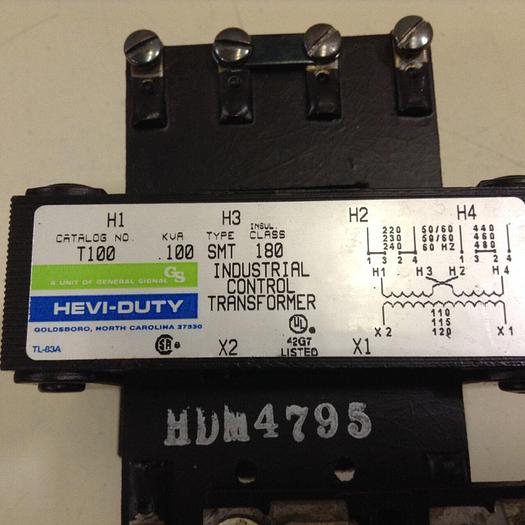 H1 H3 H2 H4
CATALOG NO. KVA TYPE INSUL. CLASS
T100 .100 SMT 180
INDUSTRIAL
CONTROL
TRANSFORMER
A UNIT OF GENERAL SIGNAL GS
HEVI-DUTY
GOLDSBORO, NORTH CAROLINA 27530
TL-83A
SA ®
X2
UL ®
42G7
LISTED
X1
220 50/60 440
230 50/60 460
240 60 HZ 480
1 3 2 4 1 3 2 4
H1 H3 H2 H4
110
115
120
X2 X1
HDM4795